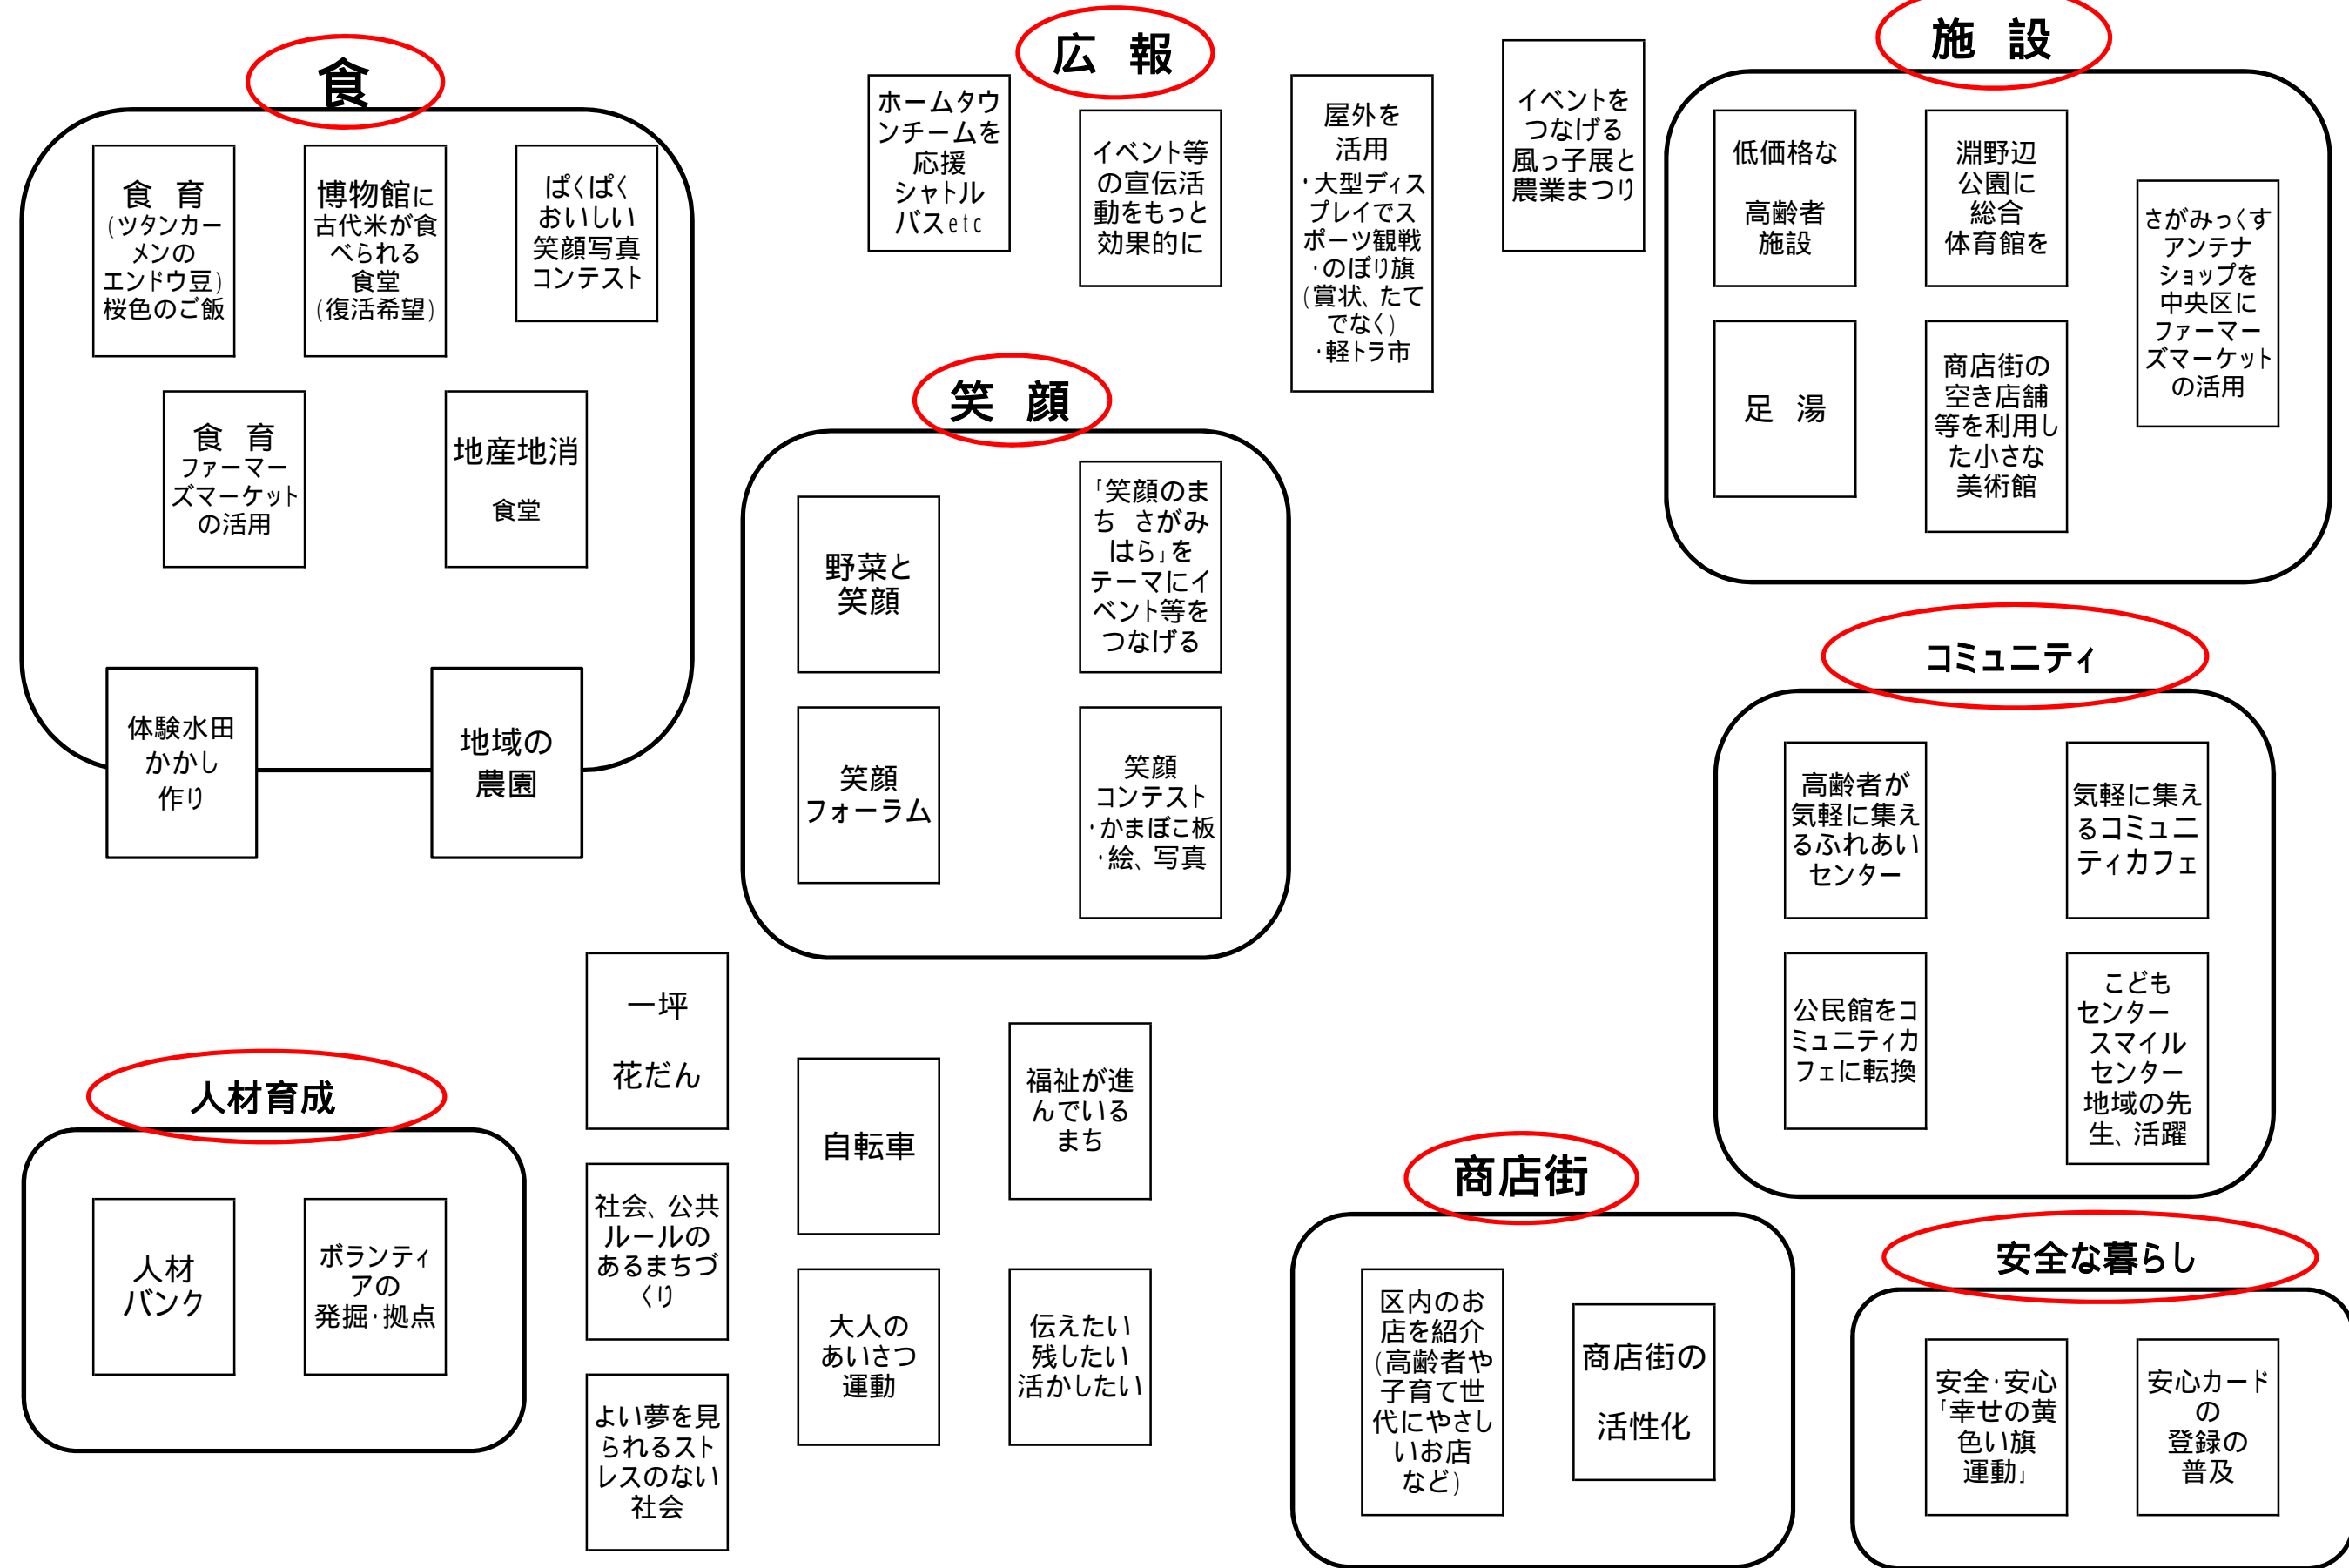 食
食 育
(ツタンカー
メンの
エンドウ豆)
桜色のご飯
博物館に
古代米が食
べられる
食堂
(復活希望)
ぱくぱく
おいしい
笑顔写真
コンテスト
食 育
ファーマー
ズマーケット
の活用
地産地消
食堂
体験水田
かかし
作り
地域の
農園
広 報
ホームタウ
ンチームを
応援
シャトル
バスetc
イベント等
の宣伝活
動をもっと
効果的に
屋外を
活用
・大型ディス
プレイでス
ポーツ観戦
・のぼり旗
(賞状、たて
でなく)
・軽トラ市
イベントを
つなげる
風っ子展と
農業まつり
施 設
低価格な
高齢者
施設
淵野辺
公園に
総合
体育館を
さがみっくす
アンテナ
ショップを
中央区に
ファーマー
ズマーケット
の活用
足 湯
商店街の
空き店舗
等を利用し
た小さな
美術館
笑 顔
野菜と
笑顔
「笑顔のま
ち さがみ
はら」を
テーマにイ
ベント等を
つなげる
笑顔
フォーラム
笑顔
コンテスト
・かまぼこ板
・絵、写真
コミュニティ
高齢者が
気軽に集え
るふれあい
センター
気軽に集え
るコミュニ
ティカフェ
公民館をコ
ミュニティカ
フェに転換
こども
センター
スマイル
センター
地域の先
生、活躍
人材育成
人材
バンク
ボランティ
アの
発掘・拠点
一坪
花だん
社会、公共
ルールの
あるまちづ
くり
よい夢を見
られるスト
レスのない
社会
自転車
大人の
あいさつ
運動
福祉が進
んでいる
まち
伝えたい
残したい
活かしたい
商店街
区内のお
店を紹介
(高齢者や
子育て世
代にやさし
いお店
など)
商店街の
活性化
安全な暮らし
安全・安心
「幸せの黄
色い旗
運動」
安心カード
の
登録の
普及